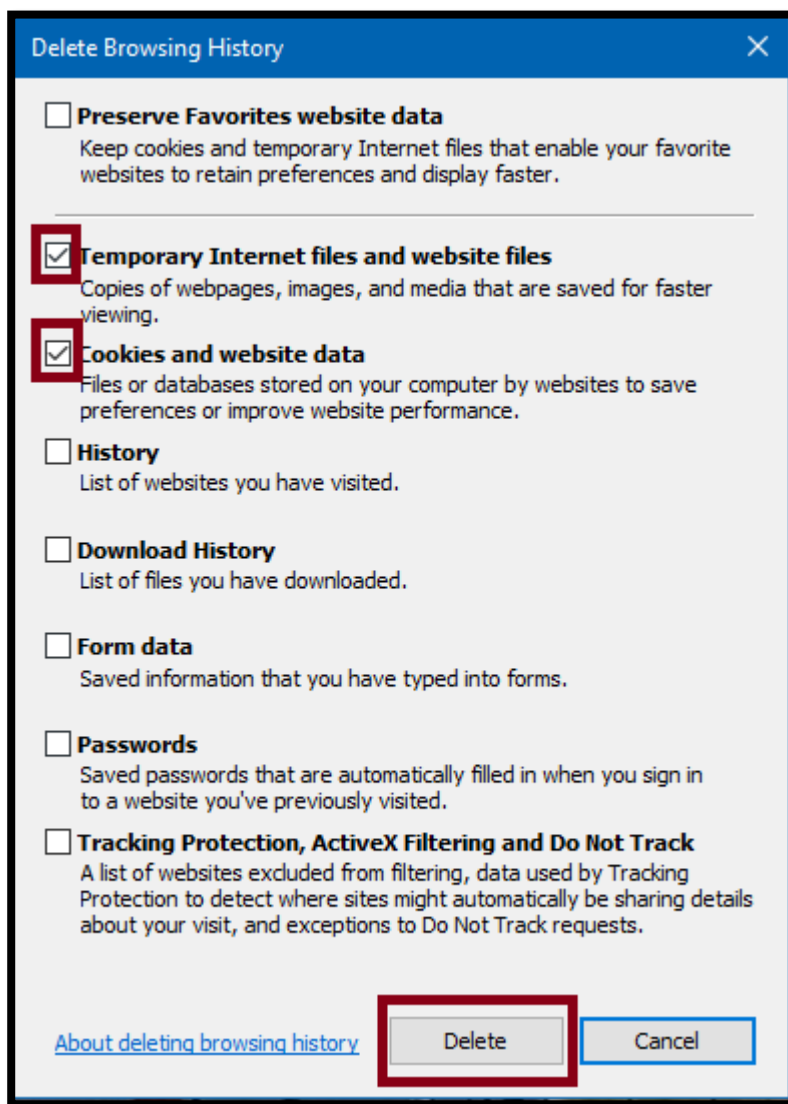 Delete Browsing History
Preserve Favorites website data
Keep cookies and temporary Internet files that enable your favorite
websites to retain preferences and display faster.
Temporary Internet files and website files
Copies of webpages, images, and media that are saved for faster
viewing.
Cookies and website data
Files or databases stored on your computer by websites to save
preferences or improve website performance.
History
List of websites you have visited.
Download History
List of files you have downloaded.
Form data
Saved information that you have typed into forms.
Passwords
Saved passwords that are automatically filled in when you sign in
to a website you've previously visited.
Tracking Protection, ActiveX Filtering and Do Not Track
A list of websites excluded from filtering, data used by Tracking
Protection to detect where sites might automatically be sharing details
about your visit, and exceptions to Do Not Track requests.
About deleting browsing history
Delete
Cancel